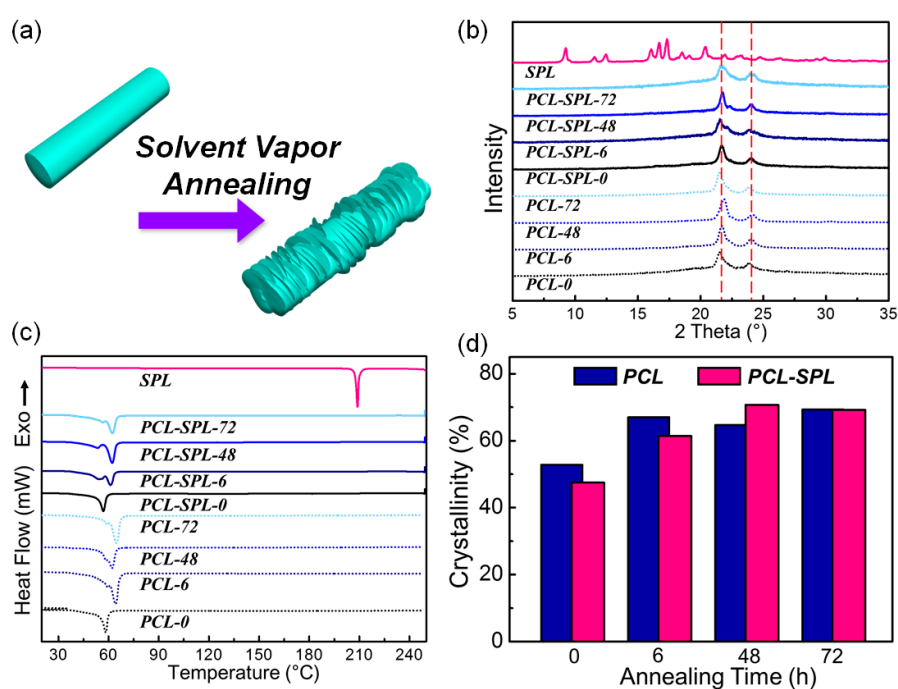 (a)
Solvent Vapor
Annealing
(b)
Intensity
SPL
PCL-SPL-72
PCL-SPL-48
PCL-SPL-6
PCL-SPL-0
PCL-72
PCL-48
PCL-6
PCL-0
5 10 15 20 25 30 35
2 Theta (°)
(c)
Heat Flow (mW) Exo
SPL
PCL-SPL-72
PCL-SPL-48
PCL-SPL-6
PCL-SPL-0
PCL-72
PCL-48
PCL-6
PCL-0
30 60 90 120 150 180 210 240
Temperature (°C)
(d)
Crystallinity (%)
PCL PCL-SPL
80
60
40
20
0
0 6 48 72
Annealing Time (h)